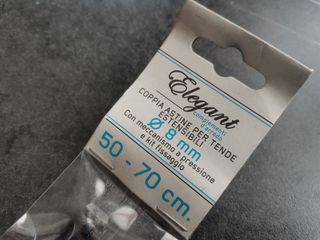 Elegant
complementi
d'arredo
COPPIA ASTINE PER TENDE
ESTENSIBILI
Ø 8 mm
Con meccanismo a pressione
e kit fissaggio
50 - 70 cm.